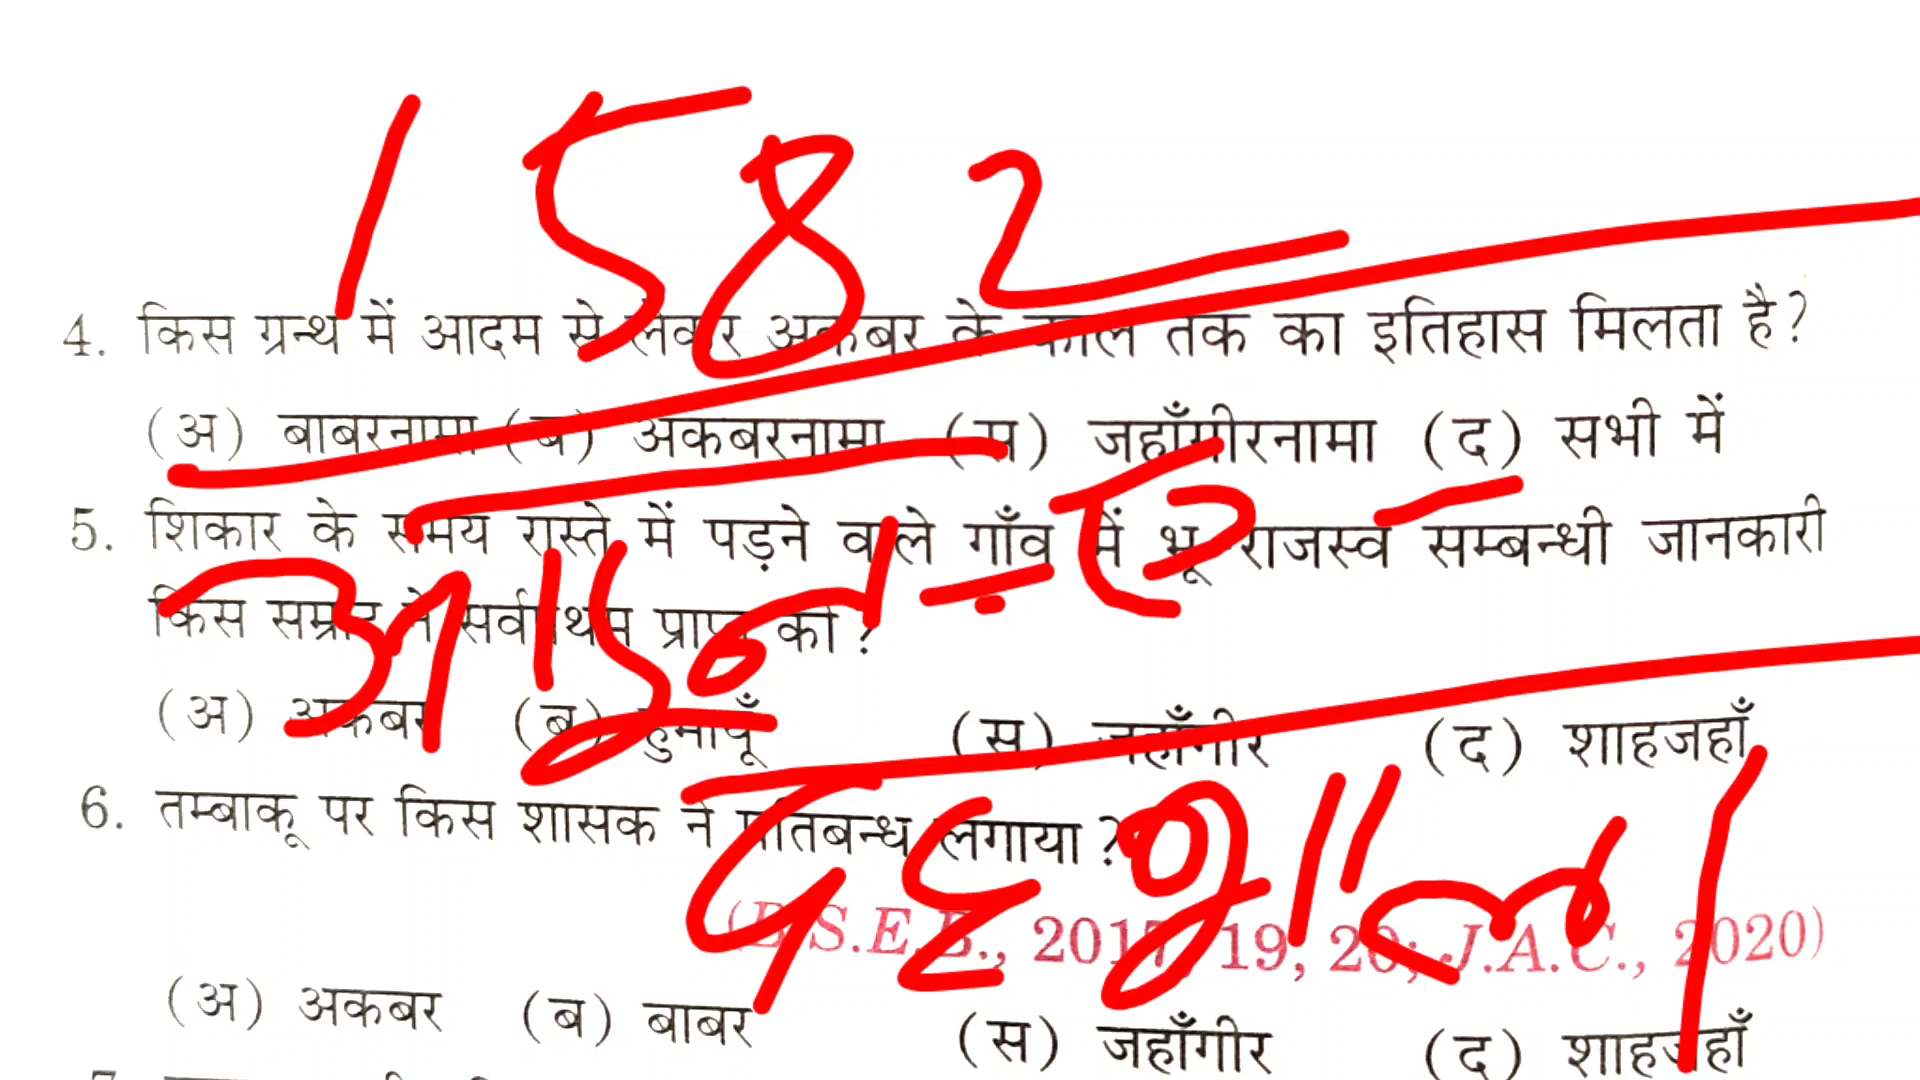 1582
4. किस ग्रन्थ में आदम से लेकर अकबर के काल तक का इतिहास मिलता है?
(अ) बाबरनामा (ब) अकबरनामा (स) जहाँगीरनामा (द) सभी में
5. शिकार के समय रास्ते में पड़ने वाले गाँव में भू राजस्व सम्बन्धी जानकारी
किस सम्राट ने सर्वप्रथम प्राप्त की?
(अ) अकबर (ब) हुमायूँ (स) जहाँगीर (द) शाहजहाँ
6. तम्बाकू पर किस शासक ने प्रतिबन्ध लगाया?
(B.S.E.B., 2017, 19, 20; J.A.C., 2020)
(अ) अकबर (ब) बाबर (स) जहाँगीर (द) शाहजहाँ